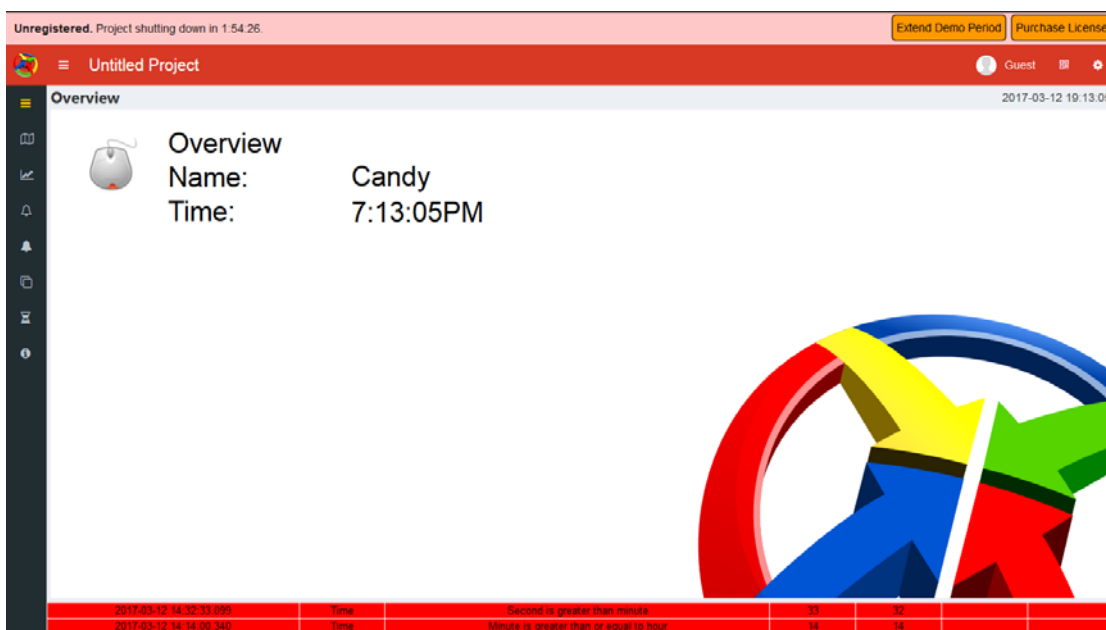 Unregistered. Project shutting down in 1:54:26.
Extend Demo Period
Purchase License
Untitled Project
Guest
Overview
2017-03-12 19:13:0
Overview
Name: Candy
Time: 7:13:05PM
2017-03-12 14:32:33.099 Time Second is greater than minute 33 32
2017-03-12 14:14:00.340 Time Minute is greater than or equal to hour 14 14